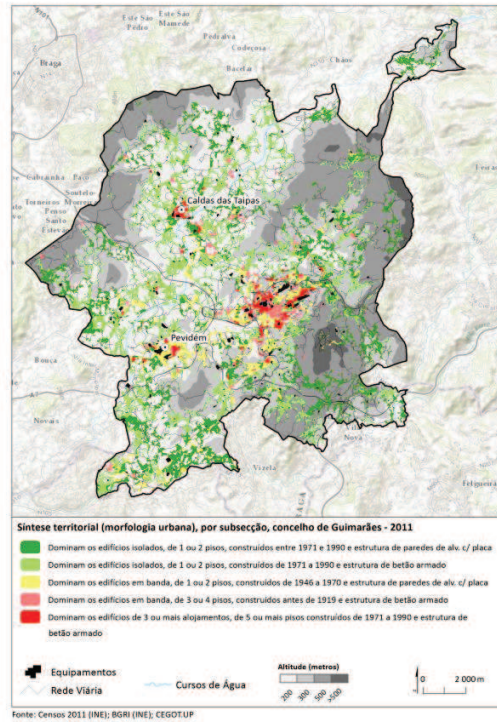 Este São Pedro
Este São Mamede
Pedralva
Codeçosa
Braga
Bacelar
Chans
Caldas das Taipas
Pevidém
Nova
Vizela
Felgueira
BRAGA
Síntese territorial (morfologia urbana), por subsecção, concelho de Guimarães - 2011
Dominam os edifícios isolados, de 1 ou 2 pisos, construídos entre 1971 e 1990 e estrutura de paredes de alv. c/ placa
Dominam os edifícios isolados, de 1 ou 2 pisos, construídos de 1971 a 1990 e estrutura de betão armado
Dominam os edifícios em banda, de 1 ou 2 pisos, construídos de 1946 a 1970 e estrutura de paredes de alv. c/ placa
Dominam os edifícios em banda, de 3 ou 4 pisos, construídos antes de 1919 e estrutura de betão armado
Dominam os edifícios de 3 ou mais alojamentos, de 5 ou mais pisos construídos de 1971 a 1990 e estrutura de
betão armado
Equipamentos
Rede Viária
Cursos de Água
Altitude (metros)
200 300 500 >500
0 2 000 m
Fonte: Censos 2011 (INE); BGRI (INE); CEGOT.UP